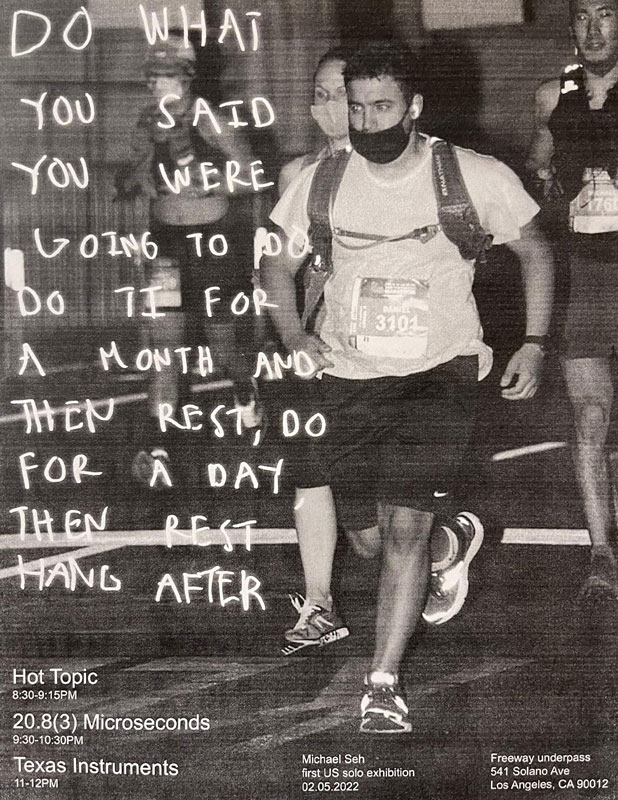 DO WHAT
YOU SAID
YOU WERE
GOING TO DO
DO TI FOR
A MONTH AND
THEN REST, DO
FOR A DAY
THEN REST
HANG AFTER
3101
Hot Topic
8:30-9:15PM
20.8(3) Microseconds
9:30-10:30PM
Texas Instruments
11-12PM
Michael Seh
first US solo exhibition
02.05.2022
Freeway underpass
541 Solano Ave
Los Angeles, CA 90012